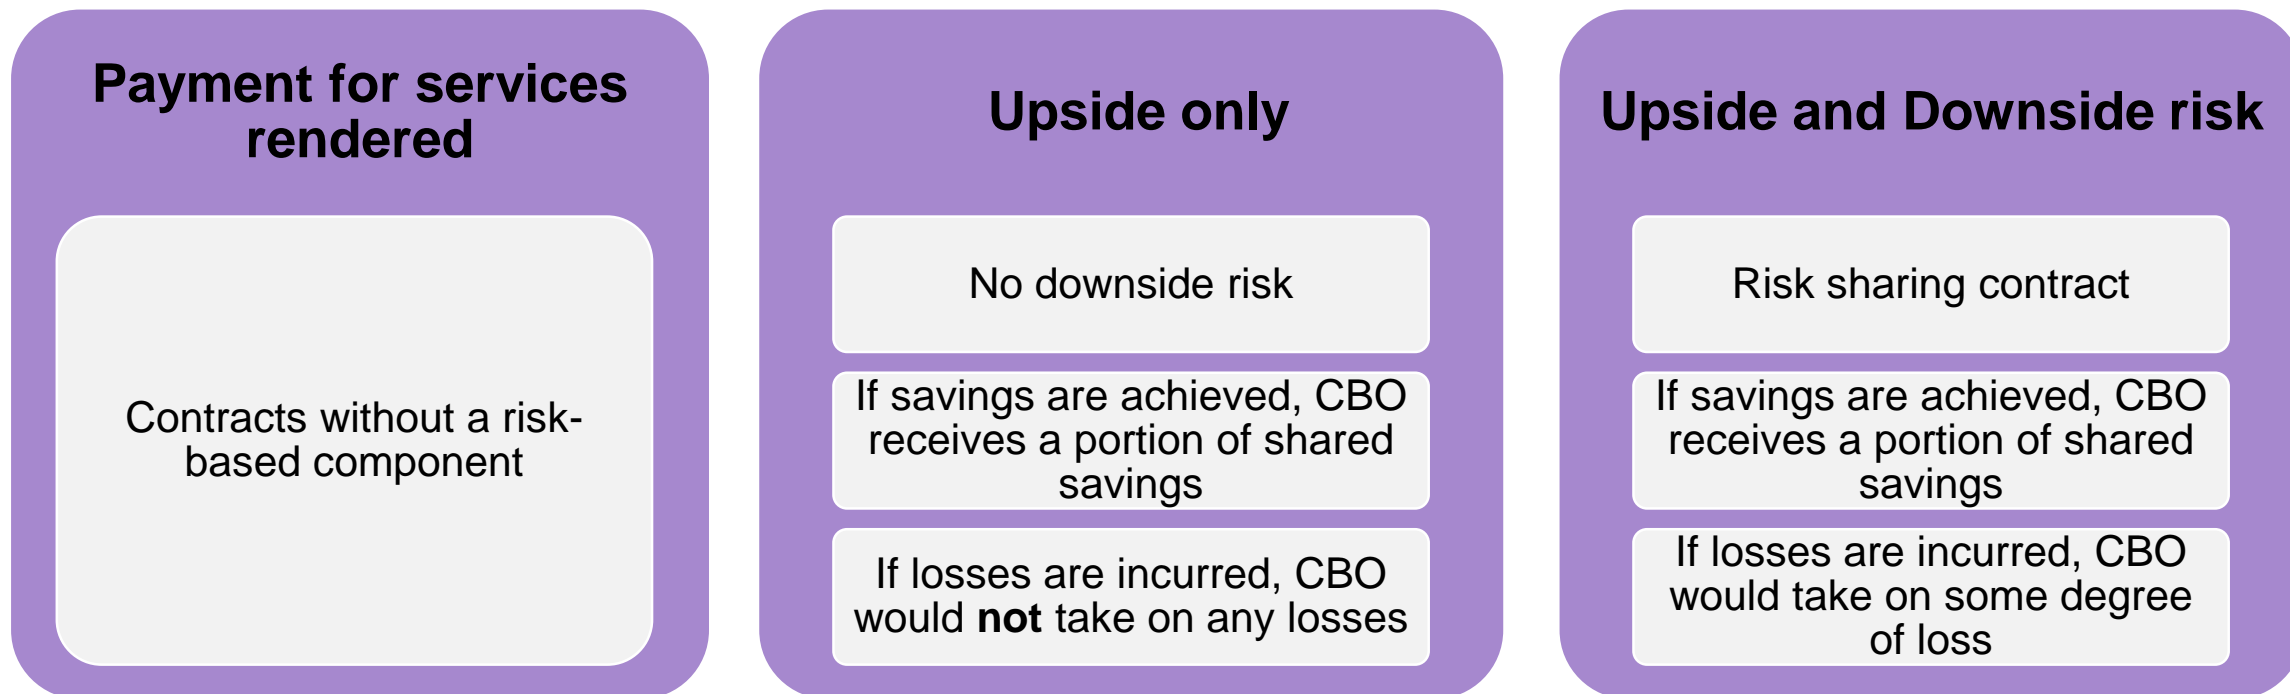 Payment for services
rendered
Contracts without a risk-
based component
Upside only
No downside risk
If savings are achieved, CBO
receives a portion of shared
savings
If losses are incurred, CBO
would not take on any losses
Upside and Downside risk
Risk sharing contract
If savings are achieved, CBO
receives a portion of shared
savings
If losses are incurred, CBO
would take on some degree
of loss